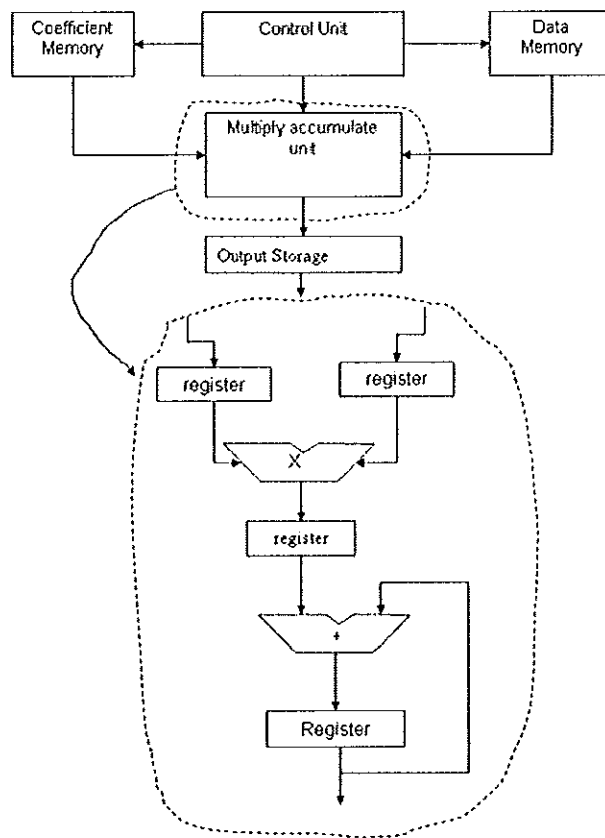 Coefficient
Memory
Control Unit
Data
Memory
Multiply accumulate
unit
Output Storage
register
register
X
register
+
Register